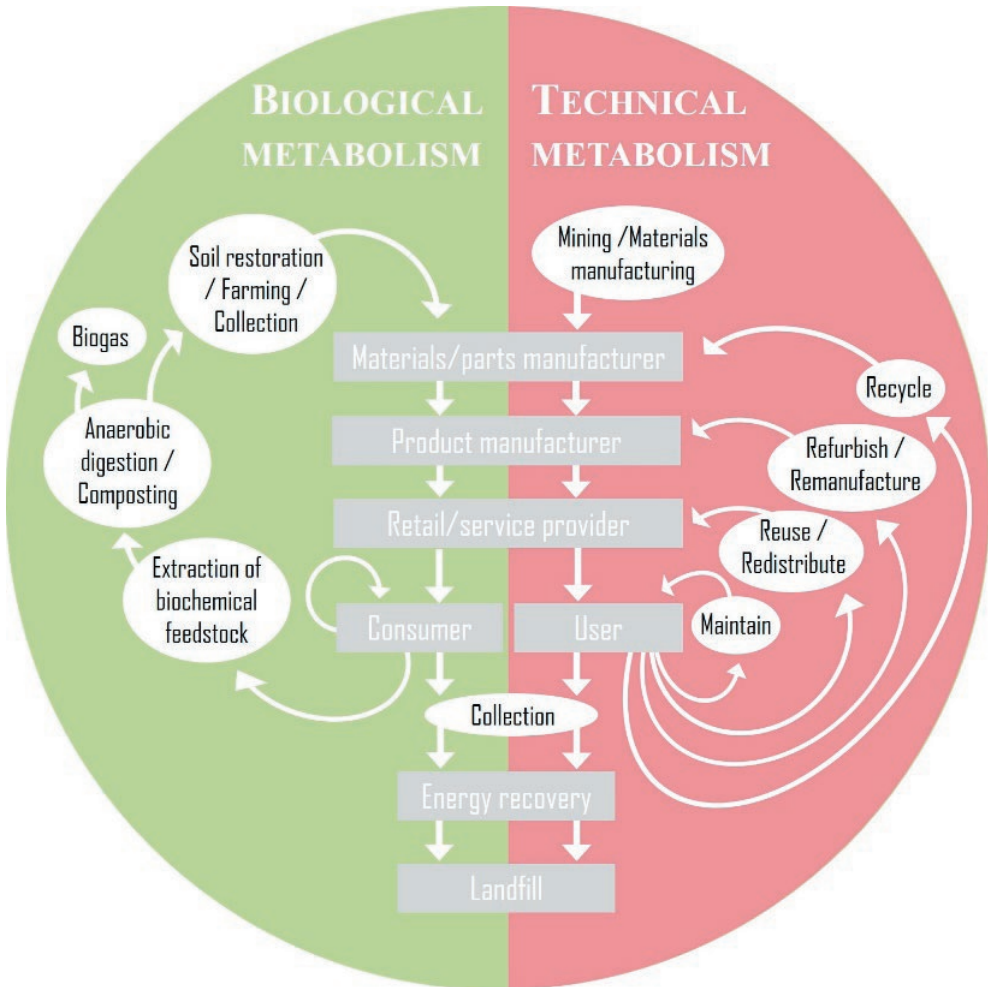 BIOLOGICAL
METABOLISM
TECHNICAL
METABOLISM
Soil restoration
/ Farming /
Collection
Mining /Materials
manufacturing
Biogas
Materials/parts manufacturer
Recycle
Anaerobic
digestion /
Composting
Product manufacturer
Refurbish /
Remanufacture
Retail/service provider
Reuse /
Redistribute
Extraction of
biochemical
feedstock
Consumer
User
Maintain
Collection
Energy recovery
Landfill